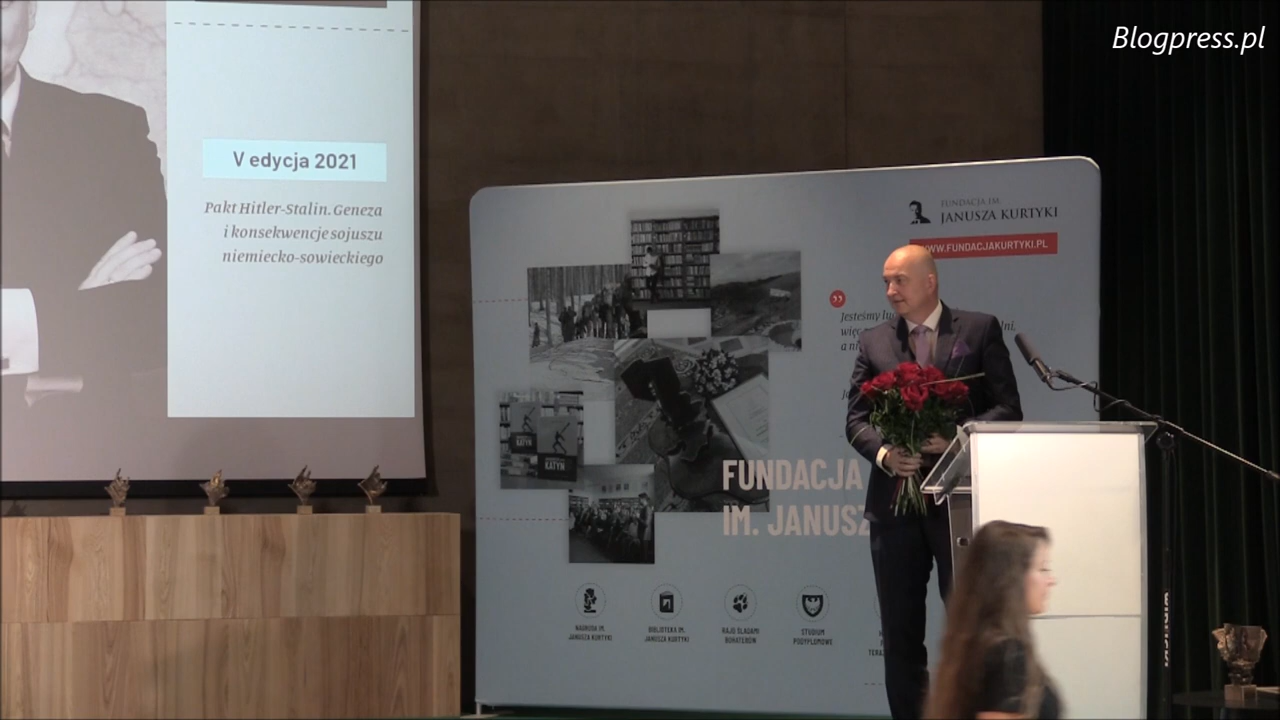 Blogpress.pl
V edycja 2021
Pakt Hitler-Stalin. Geneza
i konsekwencje sojuszu
niemiecko-sowieckiego
FUNDACJA IM.
JANUSZA KURTYKI
WWW.FUNDACJAKURTYKI.PL
Jesteśmy
KATYŃ
FUNDACJA
IM. JANUSZ
NAGRODA IM.
JANUSZA KURTYKI
BIBLIOTEKA IM.
JANUSZA KURTYKI
RAJD ŚLADAMI
BOHATERÓW
STUDIUM
PODYPLOMOWE